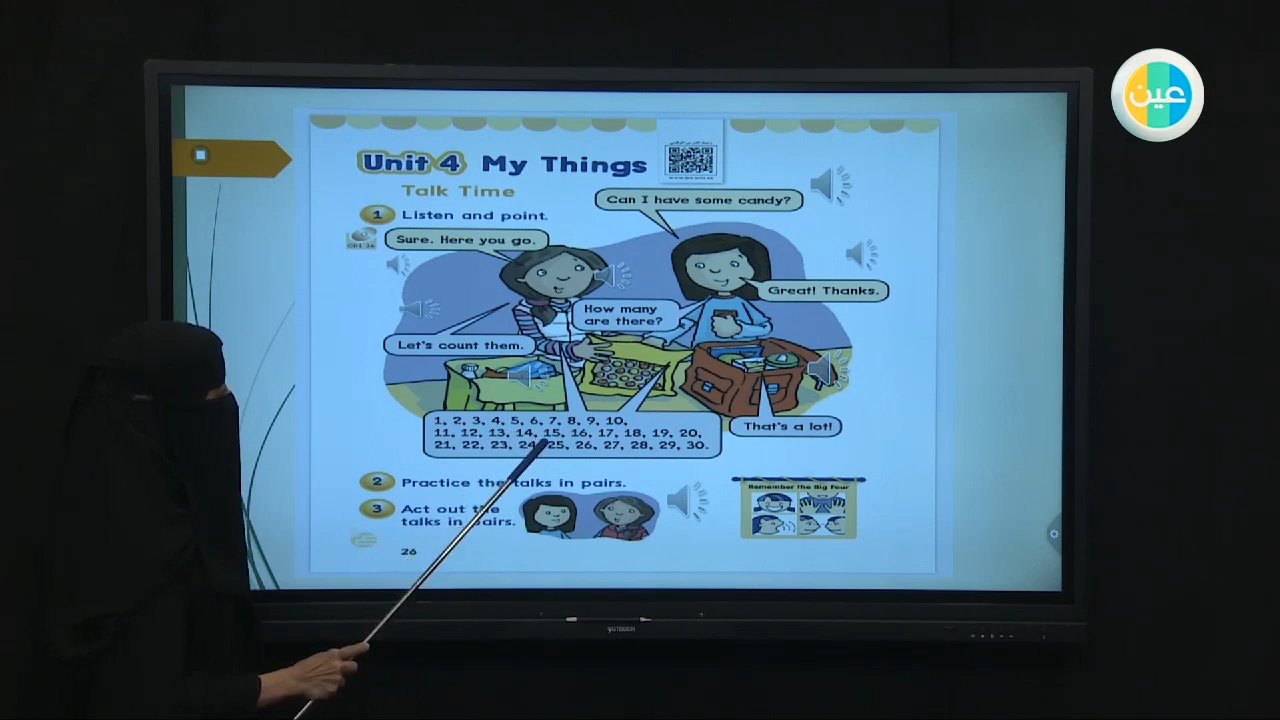 عين
Unit 4 My Things
Talk Time
Can I have some candy?
1 Listen and point.
Sure. Here you go.
Great! Thanks.
How many
are there?
Let's count them.
1, 2, 3, 4, 5, 6, 7, 8, 9, 10,
11, 12, 13, 14, 15, 16, 17, 18, 19, 20,
21, 22, 23, 24, 25, 26, 27, 28, 29, 30.
That's a lot!
2 Practice the talks in pairs.
Remember the Big Four
3 Act out the
talks in pairs.
26